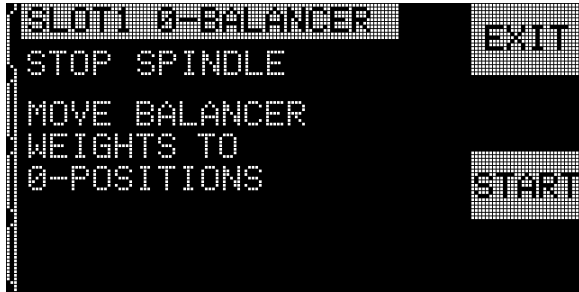 SLOT1 0-BALANCER
EXIT
STOP SPINDLE
MOVE BALANCER
WEIGHTS TO
0-POSITIONS
START